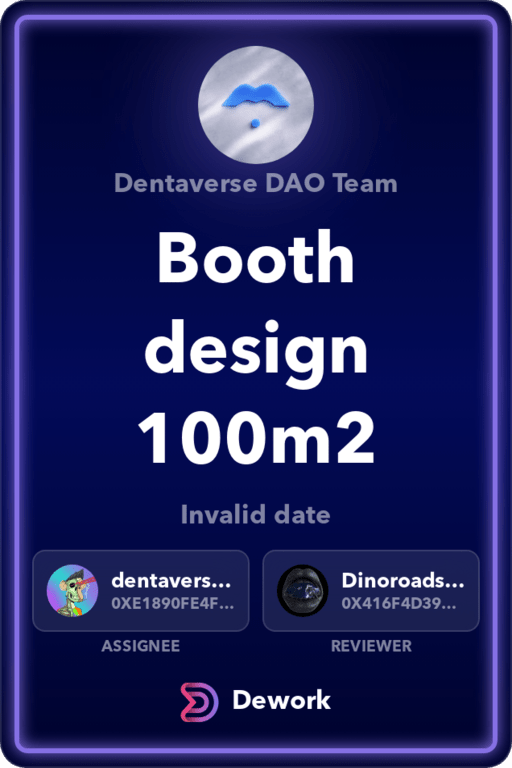 Dentaverse DAO Team
Booth
design
100m2
Invalid date
dentavers...
0XE1890FE4F...
Dinoroads...
0X416F4D39...
ASSIGNEE
REVIEWER
Dework